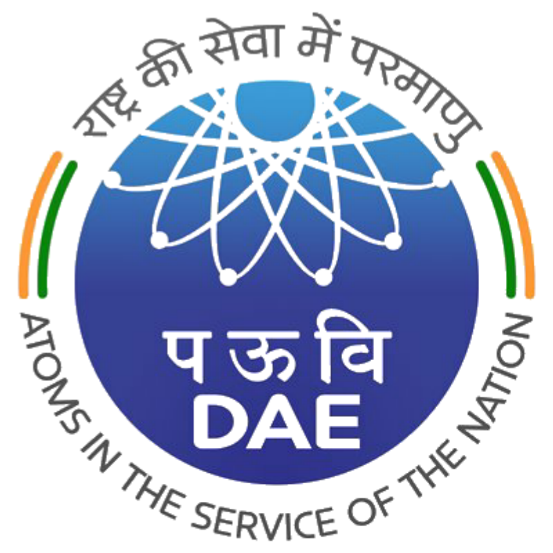 राष्ट्र की सेवा में परमाणु
प ऊ वि
DAE
ATOMS IN THE SERVICE OF THE NATION